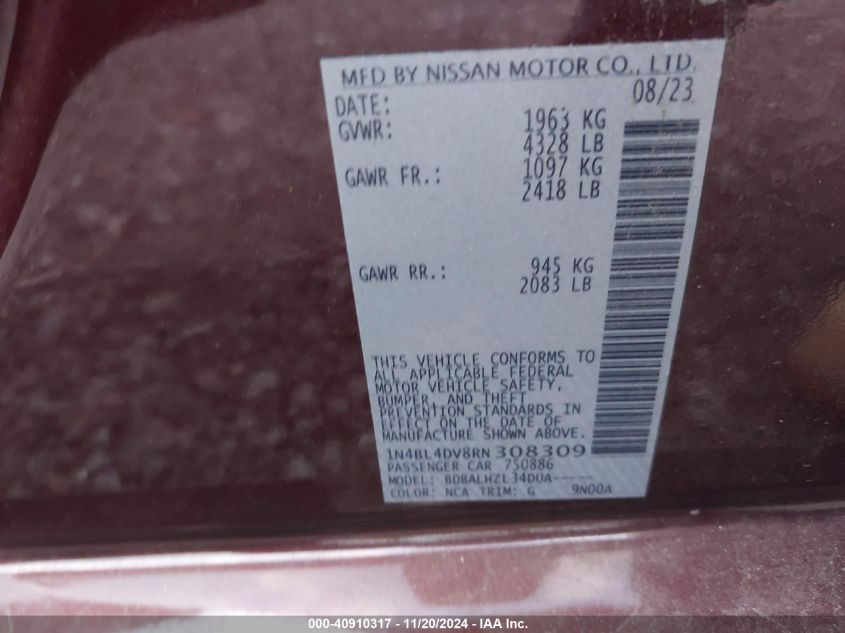 MFD BY NISSAN MOTOR CO., LTD.
DATE: 08/23
GVWR: 1963 KG
4328 LB
GAWR FR.: 1097 KG
2418 LB
GAWR RR.: 945 KG
2083 LB
THIS VEHICLE CONFORMS TO
ALL APPLICABLE FEDERAL
MOTOR VEHICLE SAFETY,
BUMPER, AND THEFT
PREVENTION STANDARDS IN
EFFECT ON THE DATE OF
MANUFACTURE SHOWN ABOVE.
1N4BL4DV8RN308309
PASSENGER CAR 750886
MODEL: BDBALHZL34DUA-----
COLOR: NCA TRIM: G 9N00A
000-40910317 - 11/20/2024 - IAA Inc.